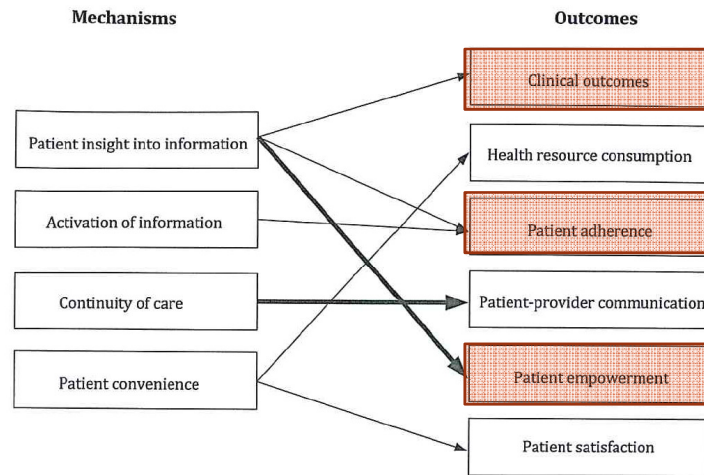 Mechanisms
Outcomes
Patient insight into information
Activation of information
Continuity of care
Patient convenience
Clinical outcomes
Health resource consumption
Patient adherence
Patient-provider communication
Patient empowerment
Patient satisfaction